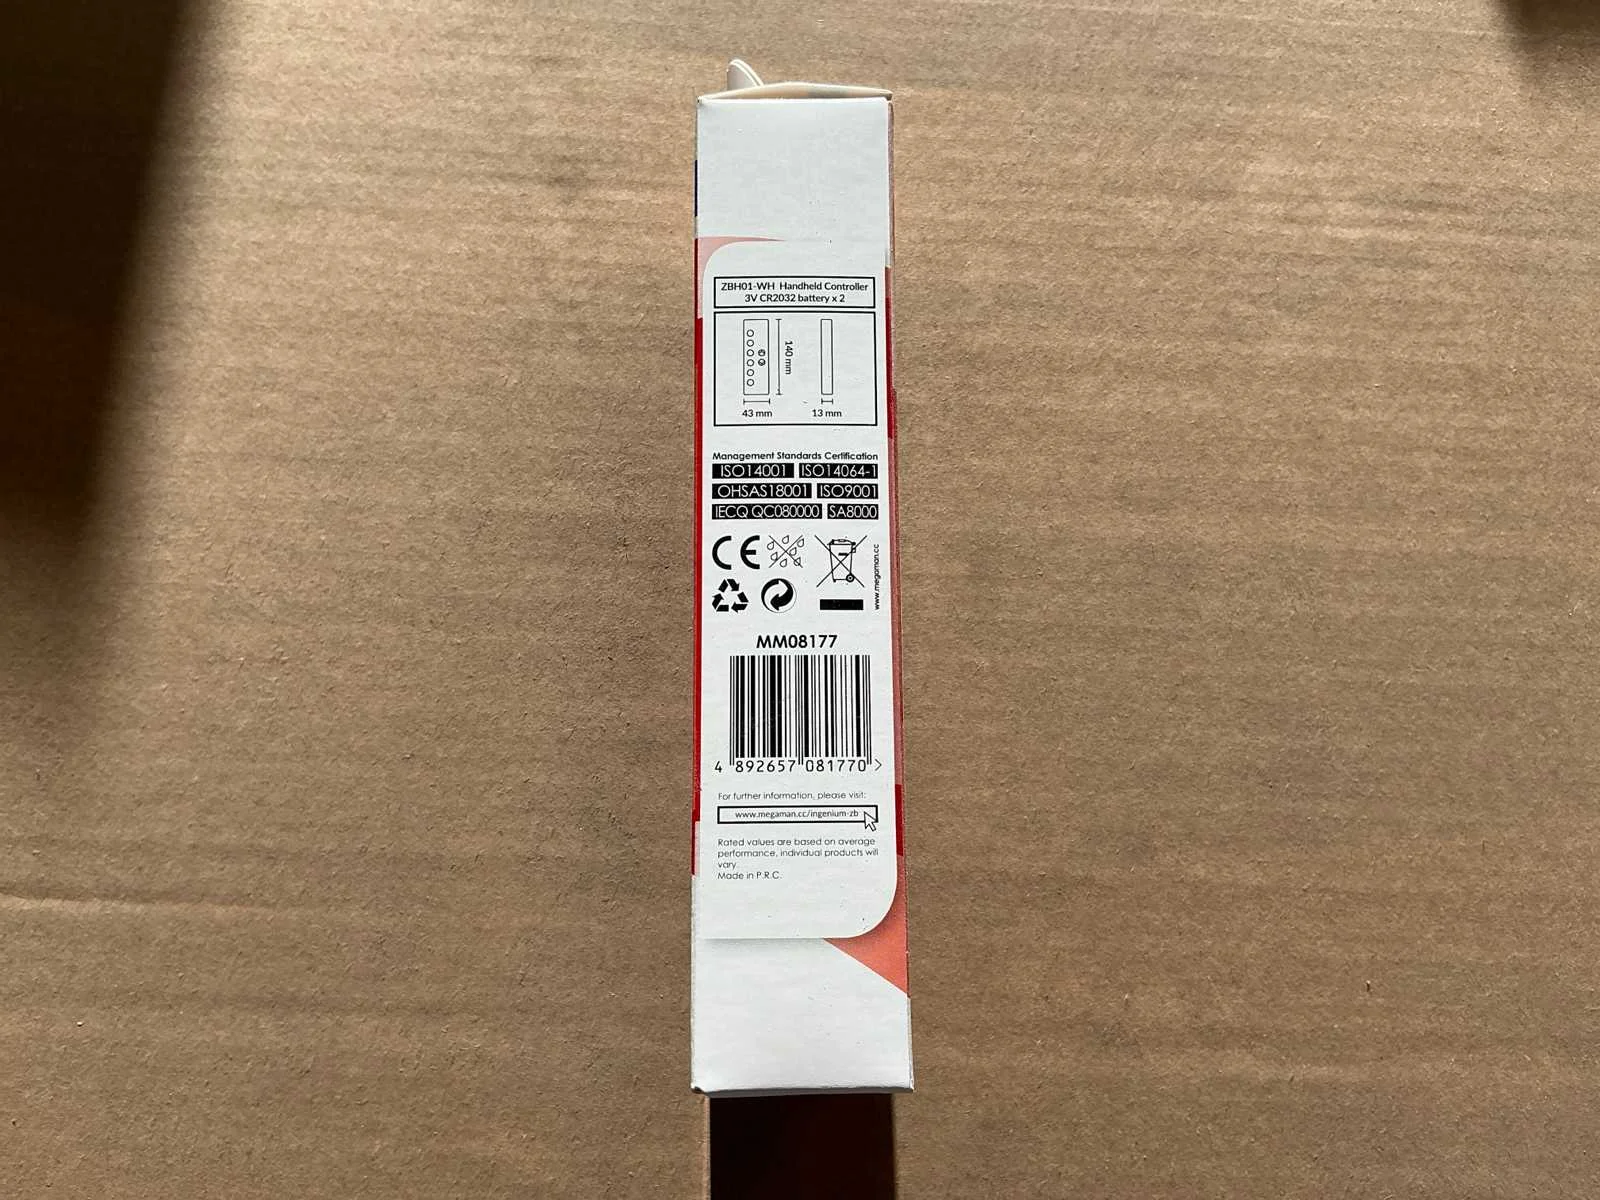 ZBH01-WH Handheld Controller
3V CR2032 battery x 2
140 mm
43 mm
13 mm
Management Standards Certification
ISO14001 ISO14064-1
OHSAS18001 ISO9001
IECQ QC080000 SA8000
CE
www.megaman.cc
MM08177
4 892657 081770 >
For further information, please visit:
www.megaman.cc/ingenium-zb
Rated values are based on average
performance, individual products will
vary.
Made in P.R.C.